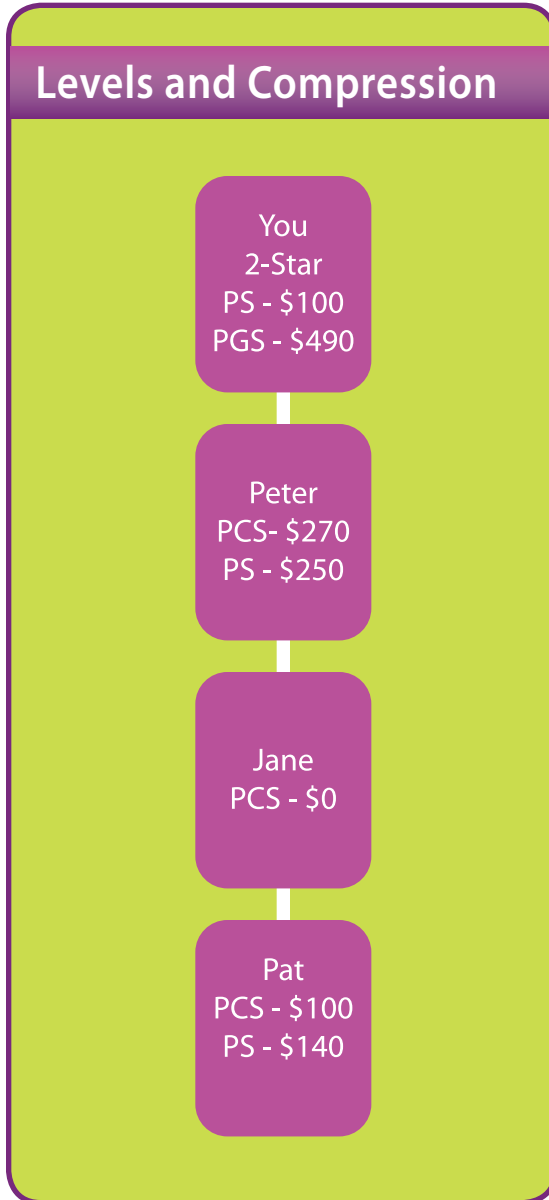 Levels and Compression
You
2-Star
PS - $100
PGS - $490
Peter
PCS- $270
PS - $250
Jane
PCS - $0
Pat
PCS - $100
PS - $140